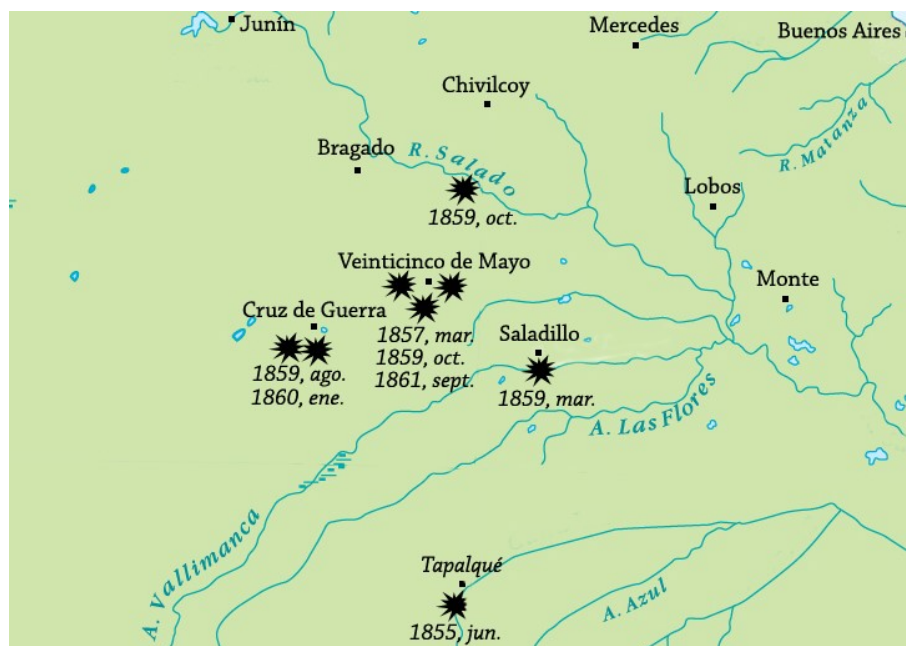 Junín
Mercedes
Buenos Aires
Chivilcoy
R. Matanza
Bragado
R. Salado
Lobos
1859, oct.
Veinticinco de Mayo
Monte
Cruz de Guerra
1857, mar.
1859, oct.
1861, sept.
Saladillo
1859, ago.
1860, ene.
1859, mar.
A. Las Flores
A. Vallimanca
Tapalqué
A. Azul
1855, jun.